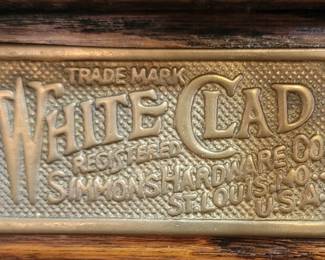 TRADE MARK
WHITE CLAD
REGISTERED
SIMMONS HARDWARE CO.
ST. LOUIS, MO.
U.S.A.